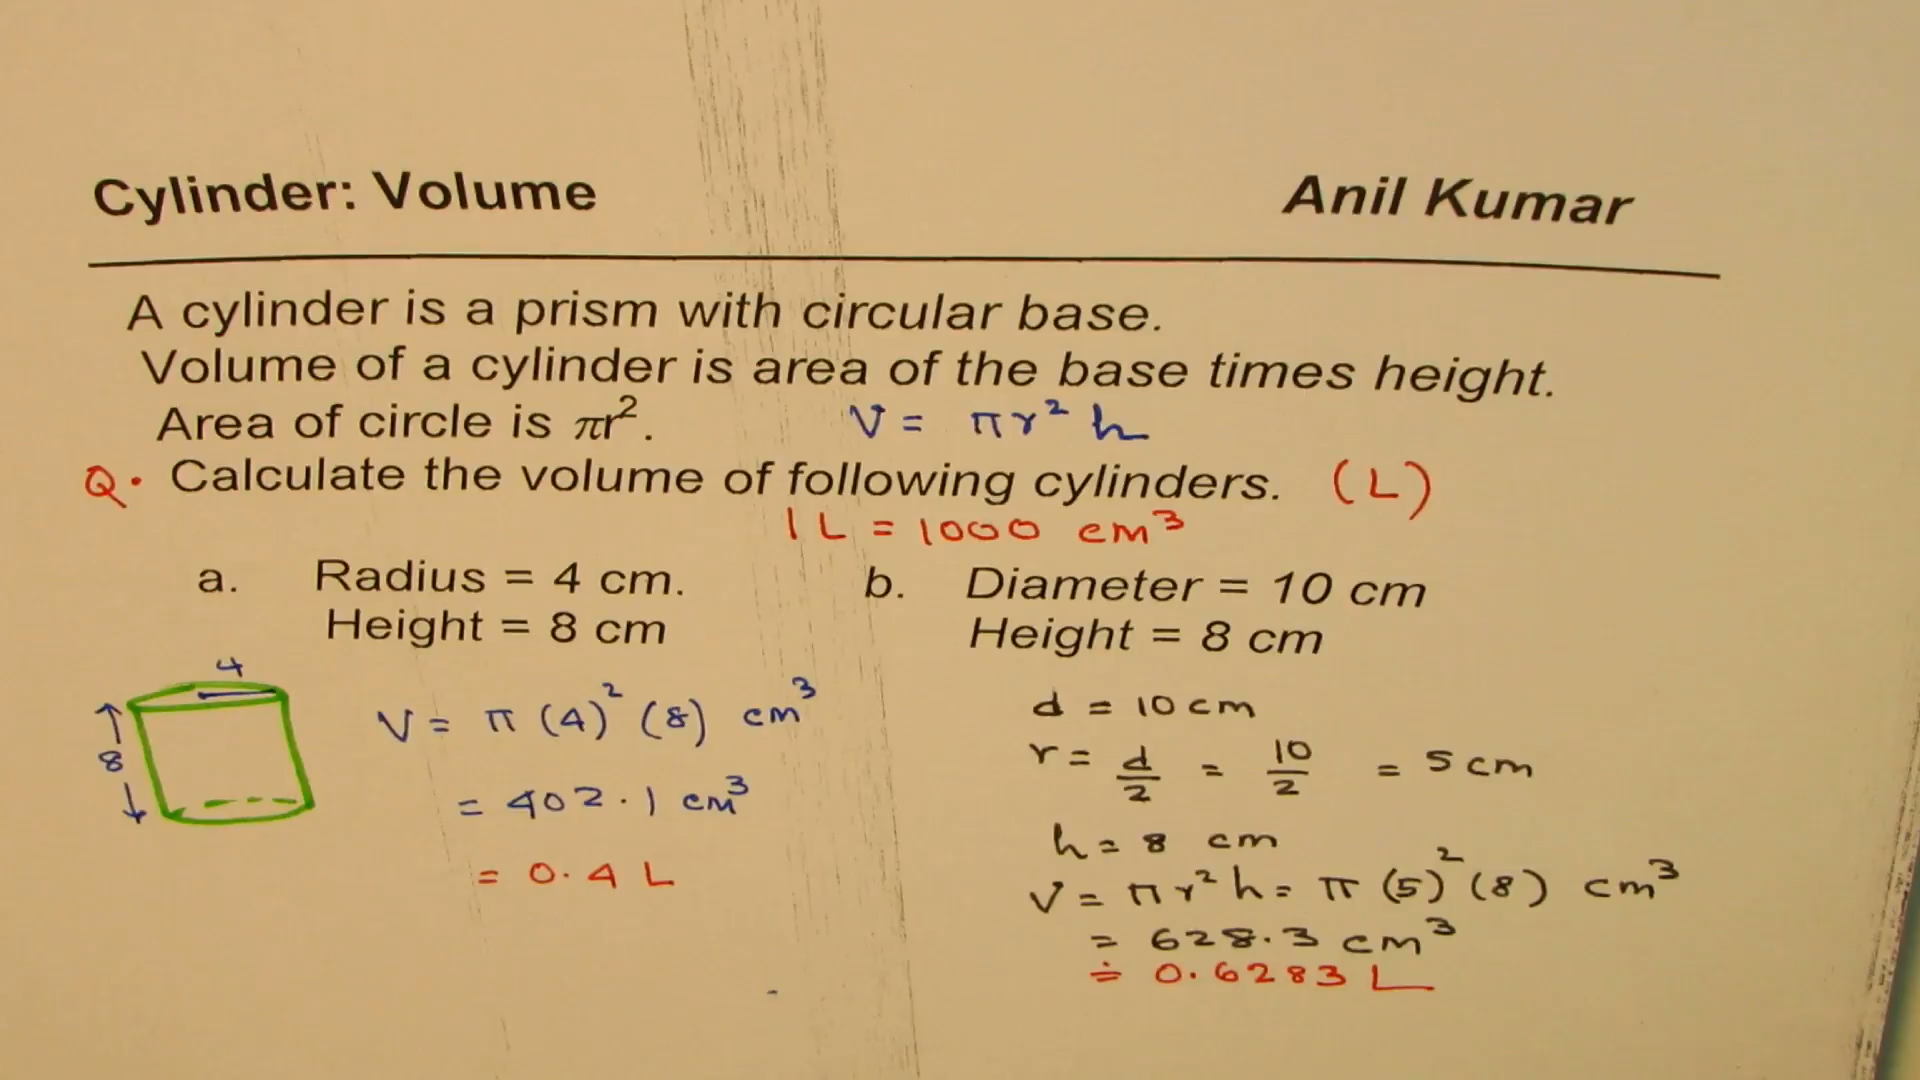 Cylinder: Volume Anil Kumar
A cylinder is a prism with circular base.
Volume of a cylinder is area of the base times height.
Area of circle is πr². V = πr² h
Q. Calculate the volume of following cylinders. (L)
1 L = 1000 cm³
a. Radius = 4 cm.
Height = 8 cm
4
8
V = π (4)² (8) cm³
= 402.1 cm³
= 0.4 L
b. Diameter = 10 cm
Height = 8 cm
d = 10 cm
r = d/2 = 10/2 = 5 cm
h = 8 cm
V = πr² h = π (5)² (8) cm³
= 628.3 cm³
≐ 0.6283 L